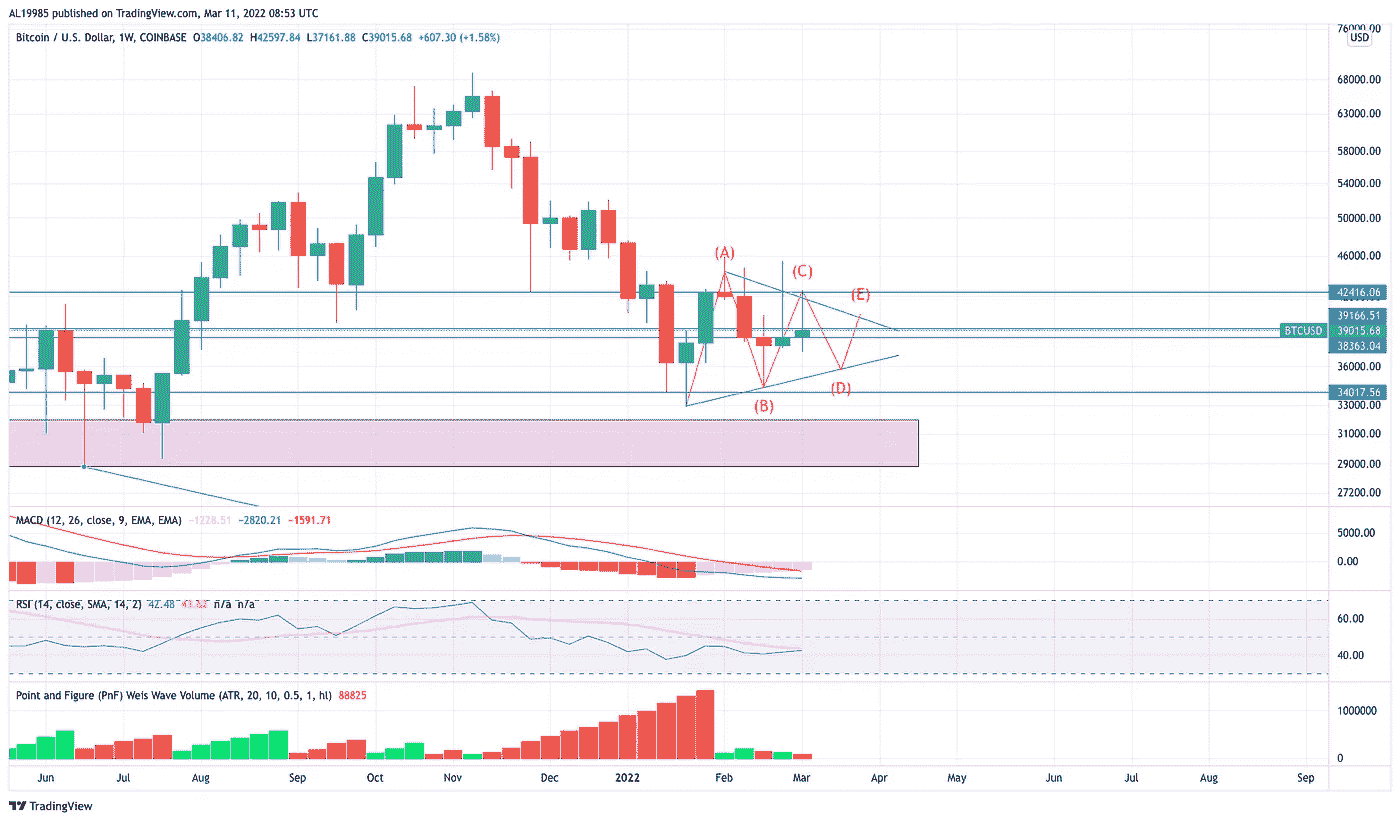 AL19985 published on TradingView.com, Mar 11, 2022 08:53 UTC
Bitcoin / U.S. Dollar, 1W, COINBASE O38406.82 H42597.84 L37161.88 C39015.68 +607.30 (+1.58%)
76000.00
USD
68000.00
63000.00
58000.00
54000.00
50000.00
46000.00
(A)
(C)
(E)
42416.06
39166.51
BTCUSD 39015.68
38363.04
36000.00
(D)
34017.56
(B)
33000.00
31000.00
29000.00
27200.00
MACD (12, 26, close, 9, EMA, EMA) −1228.51 −2820.21 −1591.71
5000.00
0.00
RSI (14, close, SMA, 14, 2) 42.48 n/a n/a
60.00
40.00
Point and Figure (PnF) Weis Wave Volume (ATR, 20, 10, 0.5, 1, hl) 88825
1000000
0
Jun Jul Aug Sep Oct Nov Dec 2022 Feb Mar Apr May Jun Jul Aug Sep
TradingView